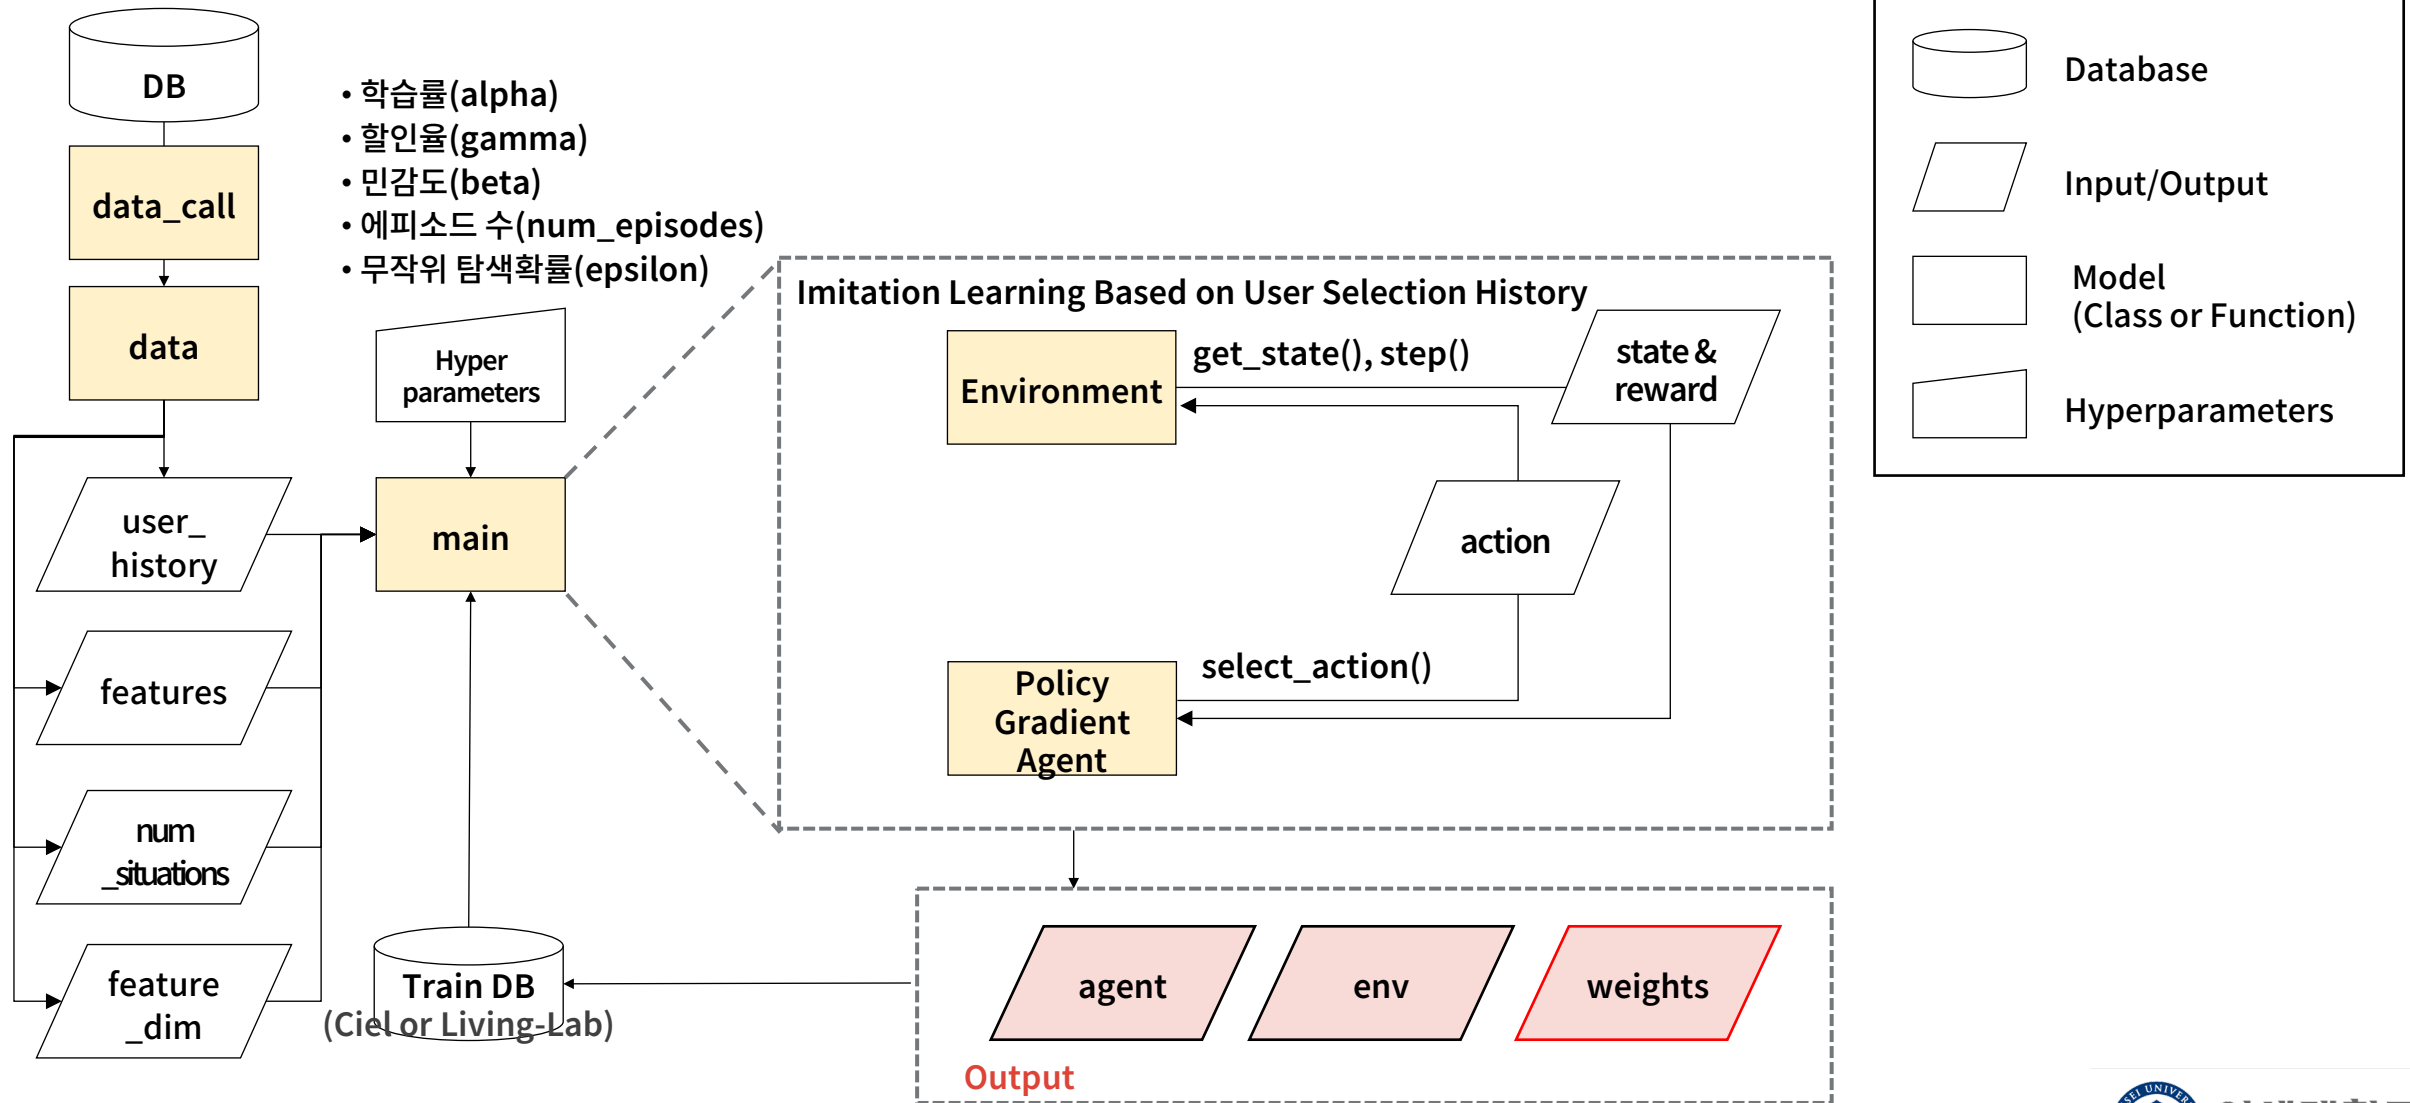 DB
data_call
data
• 학습률(alpha)
• 할인율(gamma)
• 민감도(beta)
• 에피소드 수(num_episodes)
• 무작위 탐색확률(epsilon)
Hyper
parameters
main
user_
history
features
num
_situations
feature
_dim
Train DB
(Ciel or Living-Lab)
Imitation Learning Based on User Selection History
Environment
get_state(), step()
state &
reward
action
select_action()
Policy
Gradient
Agent
agent
env
weights
Output
Database
Input/Output
Model
(Class or Function)
Hyperparameters